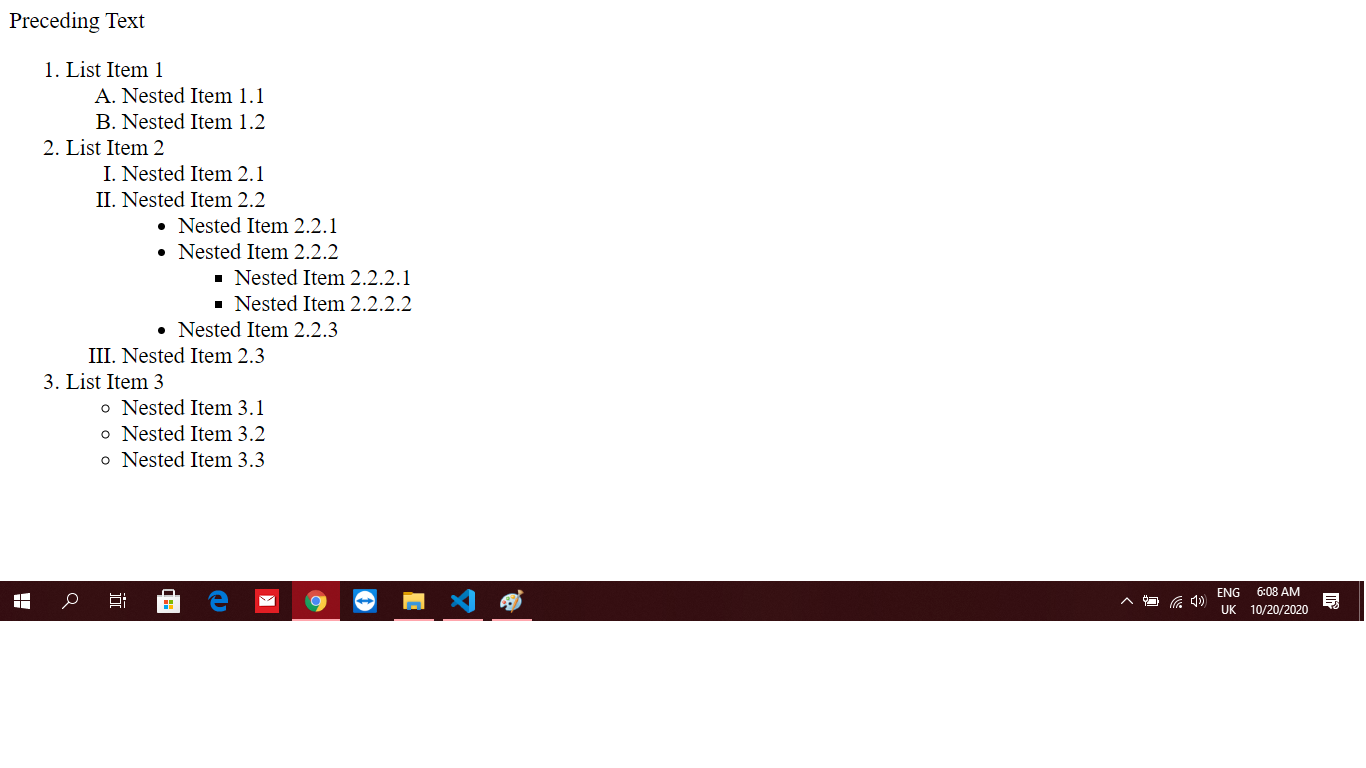 Preceding Text
1. List Item 1
A. Nested Item 1.1
B. Nested Item 1.2
2. List Item 2
I. Nested Item 2.1
II. Nested Item 2.2
• Nested Item 2.2.1
• Nested Item 2.2.2
▪ Nested Item 2.2.2.1
▪ Nested Item 2.2.2.2
• Nested Item 2.2.3
III. Nested Item 2.3
3. List Item 3
◦ Nested Item 3.1
◦ Nested Item 3.2
◦ Nested Item 3.3
ENG 6:08 AM
UK 10/20/2020